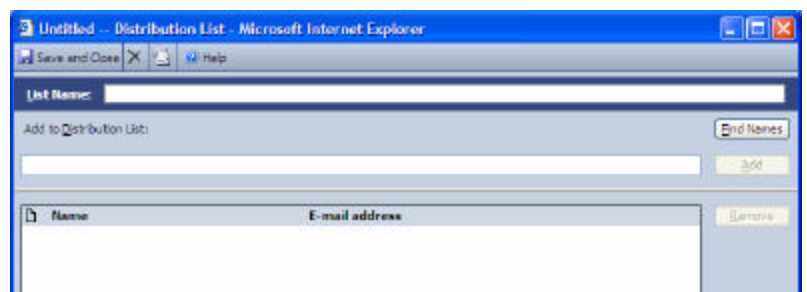 Untitled -- Distribution List - Microsoft Internet Explorer
Save and Close Help
List Name:
Add to Distribution List:
Find Names
Add
Name E-mail address
Remove